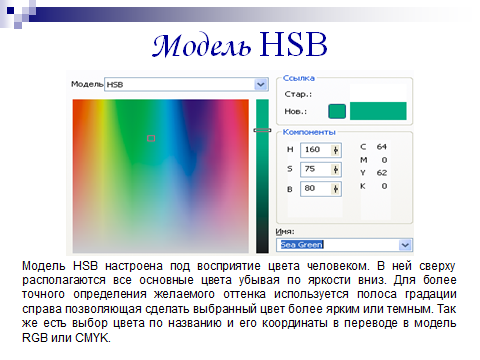 Модель HSB
Модель: HSB
Ссылка
Стар.:
Нов.:
Компоненты
H 160 C 64
S 75 M 0
Y 62
B 80 K 0
Имя:
Sea Green
Модель HSB настроена под восприятие цвета человеком. В ней сверху
располагаются все основные цвета убывая по яркости вниз. Для более
точного определения желаемого оттенка используется полоса градации
справа позволяющая сделать выбранный цвет более ярким или темным. Так
же есть выбор цвета по названию и его координаты в переводе в модель
RGB или CMYK.